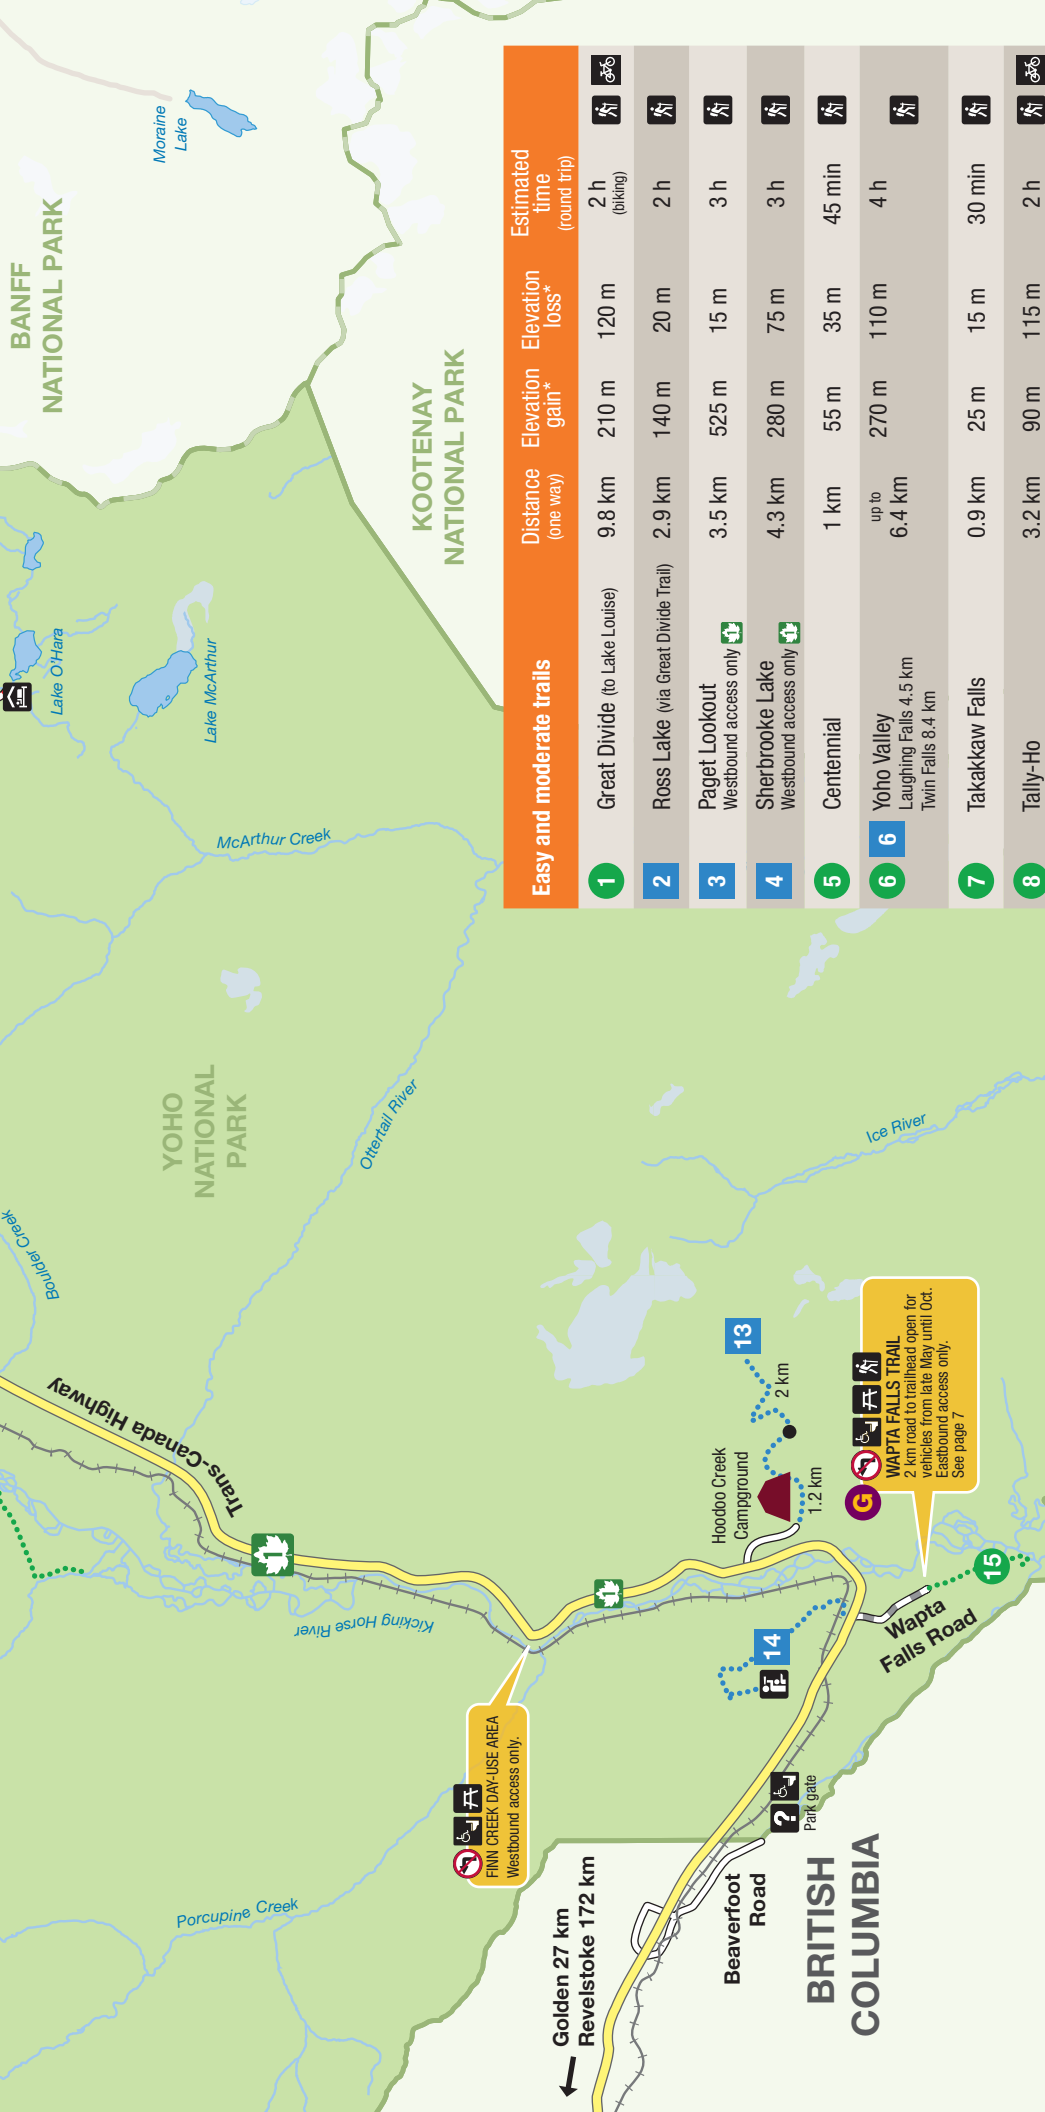 BANFF
NATIONAL PARK
Moraine
Lake
KOOTENAY
NATIONAL PARK
Lake O'Hara
Lake McArthur
McArthur Creek
YOHO
NATIONAL
PARK
Ottertail River
Boulder Creek
Ice River
Trans-Canada Highway
1
Kicking Horse River
1
Hoodoo Creek
Campground
1.2 km
2 km
13
14
15
G
WAPTA FALLS TRAIL
2 km road to trailhead open for
vehicles from late May until Oct.
Eastbound access only.
See page 7
Wapta
Falls Road
FINN CREEK DAY-USE AREA
Westbound access only.
Porcupine Creek
?
Park gate
Beaverfoot
Road
Golden 27 km
Revelstoke 172 km
BRITISH
COLUMBIA
Easy and moderate trails Distance (one way) Elevation gain* Elevation loss* Estimated time (round trip)
1 Great Divide (to Lake Louise) 9.8 km 210 m 120 m 2 h (biking)
2 Ross Lake (via Great Divide Trail) 2.9 km 140 m 20 m 2 h
3 Paget Lookout 3.5 km 525 m 15 m 3 h
Westbound access only 1
4 Sherbrooke Lake 4.3 km 280 m 75 m 3 h
Westbound access only 1
5 Centennial 1 km 55 m 35 m 45 min
6 6 Yoho Valley up to 6.4 km 270 m 110 m 4 h
Laughing Falls 4.5 km
Twin Falls 8.4 km
7 Takakkaw Falls 0.9 km 25 m 15 m 30 min
8 Tally-Ho 3.2 km 90 m 115 m 2 h